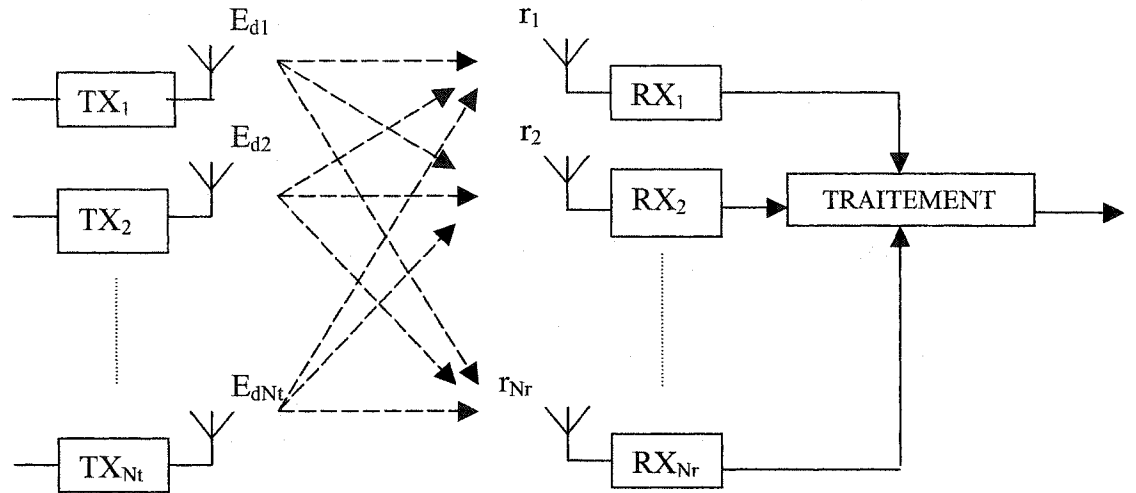 E_d1
r_1
TX_1
RX_1
E_d2
r_2
TX_2
RX_2
TRAITEMENT
E_dNt
r_Nr
TX_Nt
RX_Nr